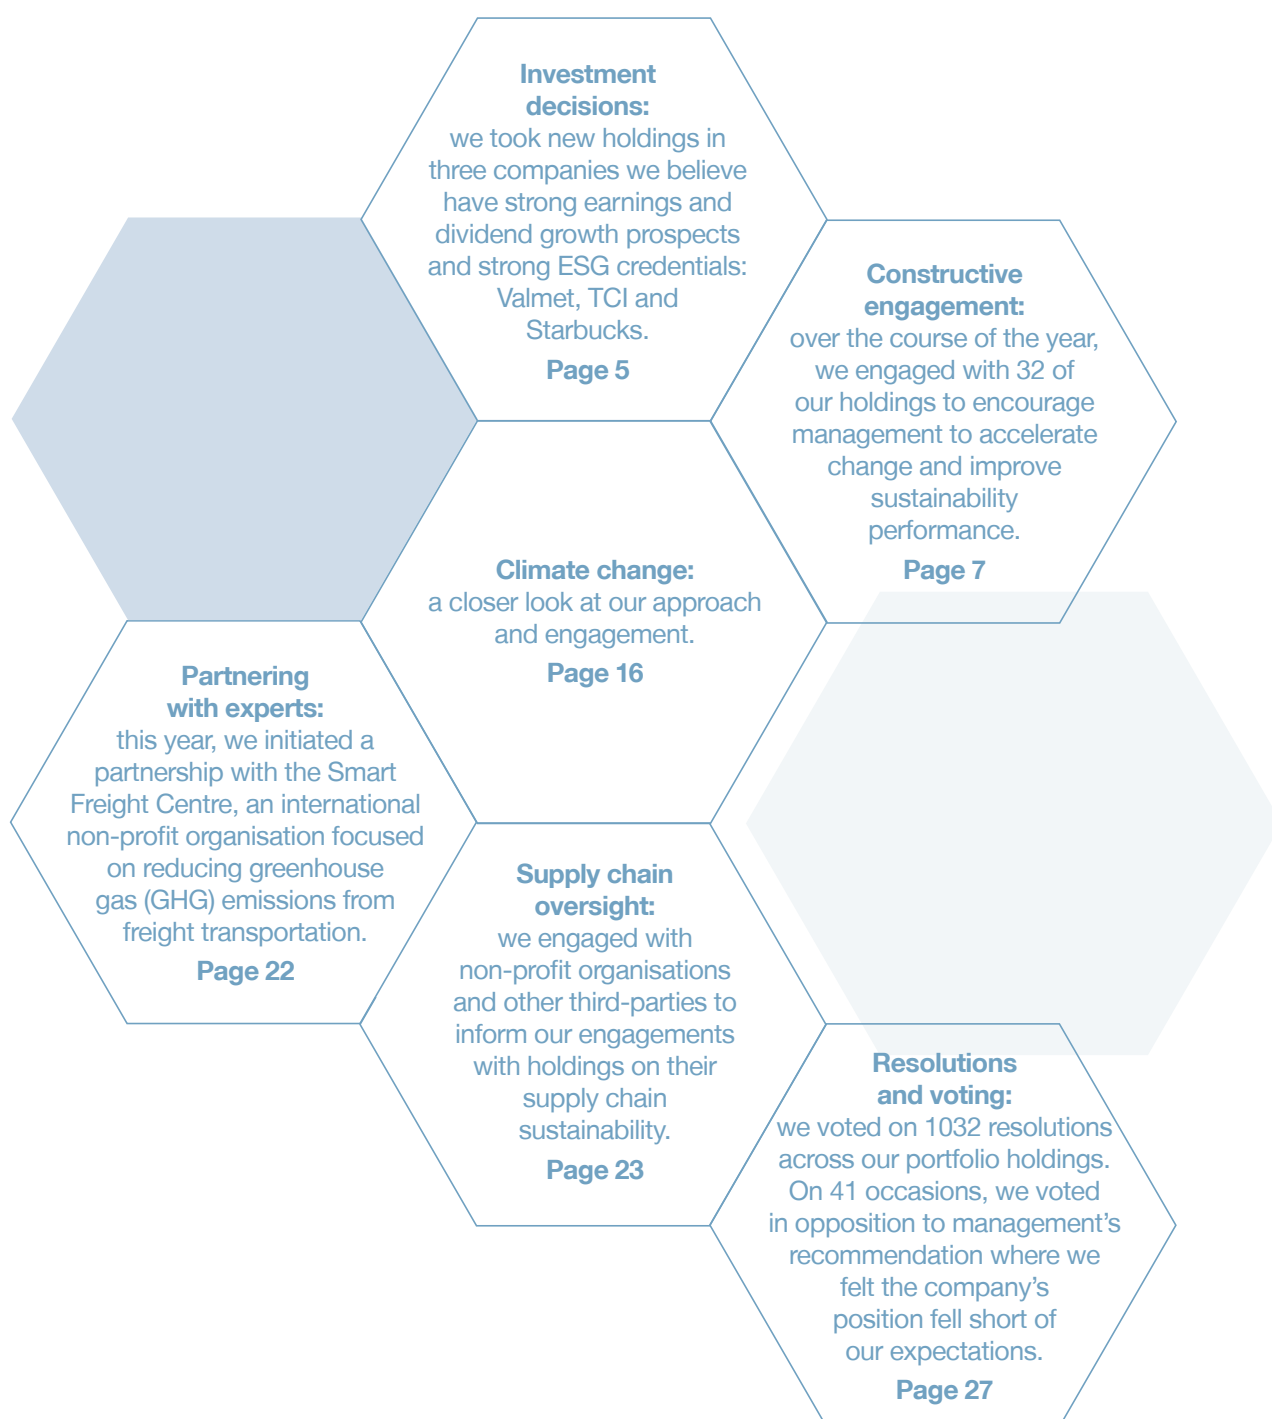 Investment
decisions:
we took new holdings in
three companies we believe
have strong earnings and
dividend growth prospects
and strong ESG credentials:
Valmet, TCI and
Starbucks.
Page 5
Constructive
engagement:
over the course of the year,
we engaged with 32 of
our holdings to encourage
management to accelerate
change and improve
sustainability
performance.
Page 7
Climate change:
a closer look at our approach
and engagement.
Page 16
Partnering
with experts:
this year, we initiated a
partnership with the Smart
Freight Centre, an international
non-profit organisation focused
on reducing greenhouse
gas (GHG) emissions from
freight transportation.
Page 22
Supply chain
oversight:
we engaged with
non-profit organisations
and other third-parties to
inform our engagements
with holdings on their
supply chain
sustainability.
Page 23
Resolutions
and voting:
we voted on 1032 resolutions
across our portfolio holdings.
On 41 occasions, we voted
in opposition to management’s
recommendation where we
felt the company’s
position fell short of
our expectations.
Page 27